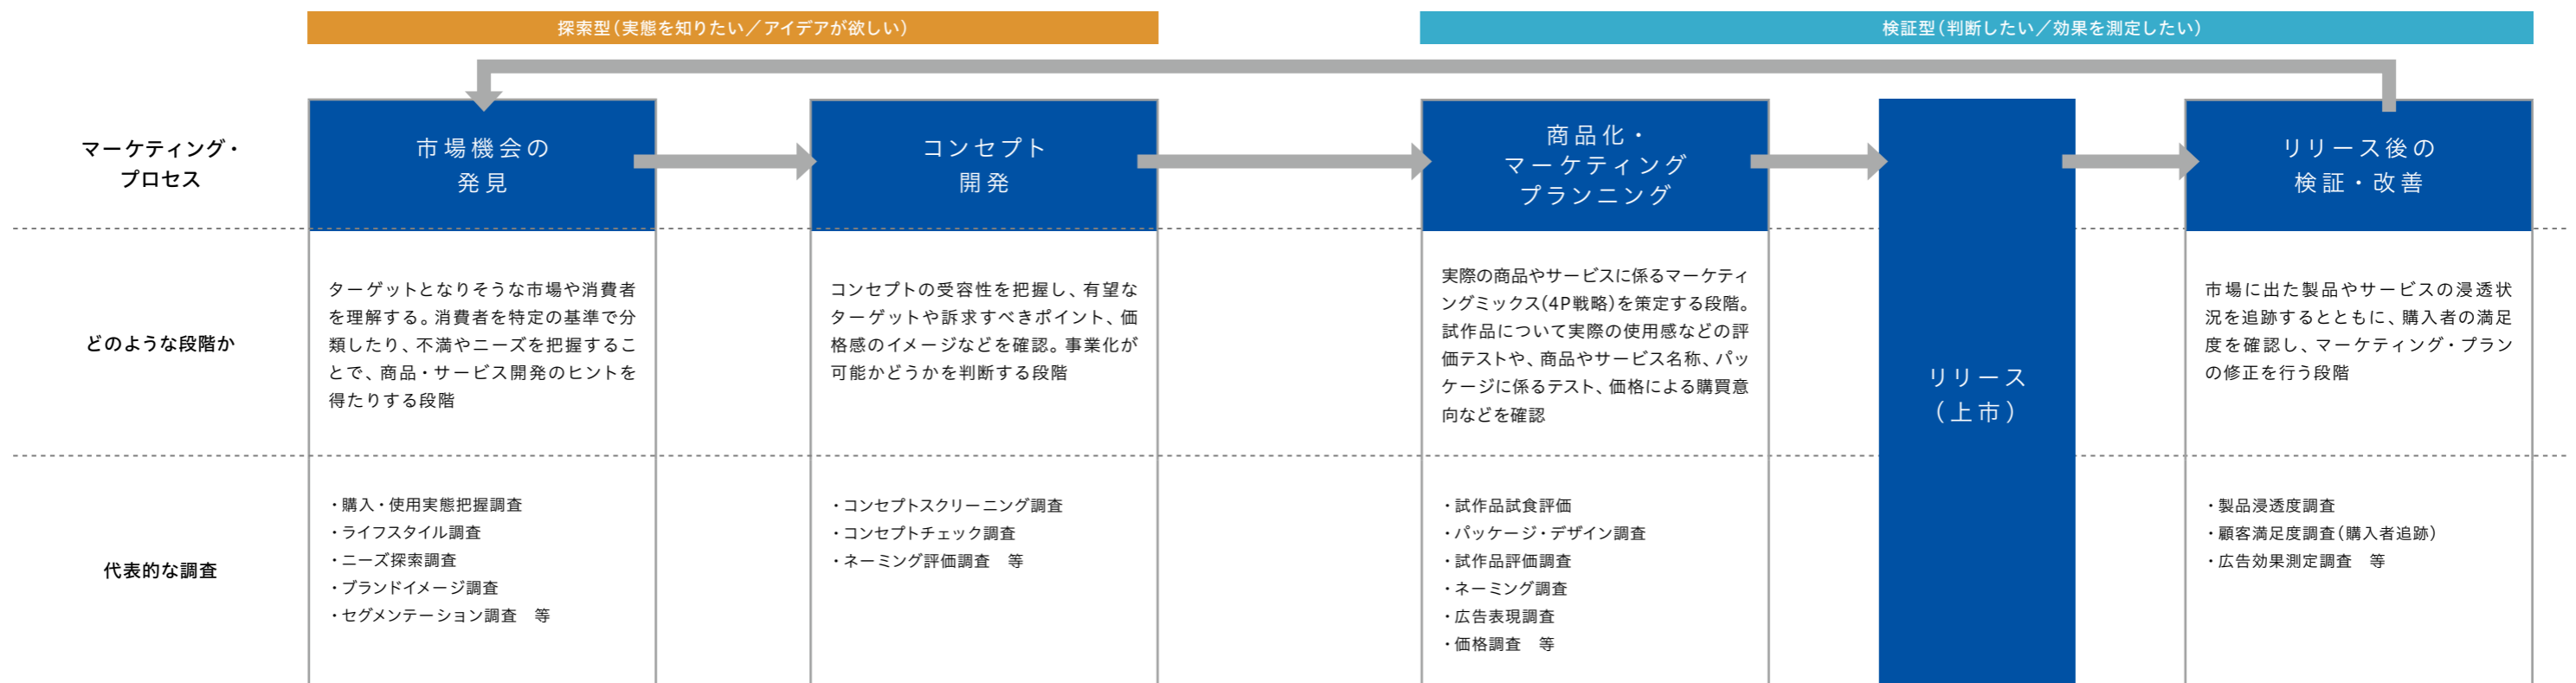 探索型（実態を知りたい／アイデアが欲しい）
検証型（判断したい／効果を測定したい）
マーケティング・
プロセス
市場機会の
発見
コンセプト
開発
商品化・
マーケティング
プランニング
リリース
（上市）
リリース後の
検証・改善
どのような段階か
ターゲットとなりそうな市場や消費者
を理解する。消費者を特定の基準で分
類したり、不満やニーズを把握するこ
とで、商品・サービス開発のヒントを
得たりする段階
コンセプトの受容性を把握し、有望な
ターゲットや訴求すべきポイント、価
格感のイメージなどを確認。事業化が
可能かどうかを判断する段階
実際の商品やサービスに係るマーケティ
ングミックス(4P戦略)を策定する段階。
試作品について実際の使用感などの評
価テストや、商品やサービス名称、パッ
ケージに係るテスト、価格による購買意
向などを確認
市場に出た製品やサービスの浸透状
況を追跡するとともに、購入者の満足
度を確認し、マーケティング・プラン
の修正を行う段階
代表的な調査
・購入・使用実態把握調査
・ライフスタイル調査
・ニーズ探索調査
・ブランドイメージ調査
・セグメンテーション調査　等
・コンセプトスクリーニング調査
・コンセプトチェック調査
・ネーミング評価調査　等
・試作品試食評価
・パッケージ・デザイン調査
・試作品評価調査
・ネーミング調査
・広告表現調査
・価格調査　等
・製品浸透度調査
・顧客満足度調査（購入者追跡）
・広告効果測定調査　等